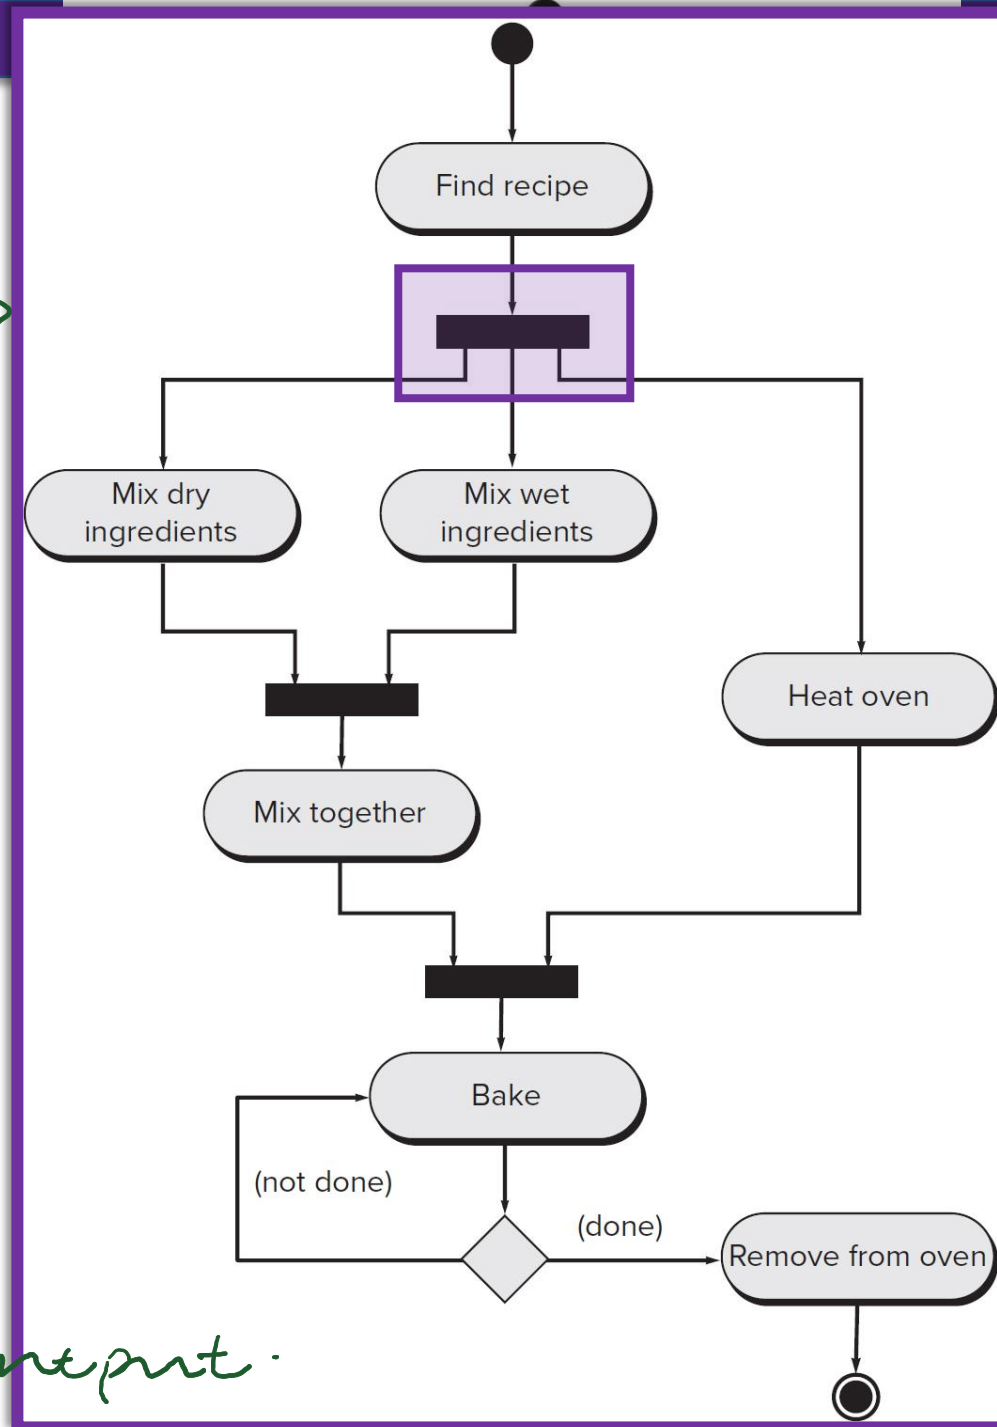 Find recipe
Mix dry
ingredients
Mix wet
ingredients
Heat oven
Mix together
Bake
(not done)
(done)
Remove from oven